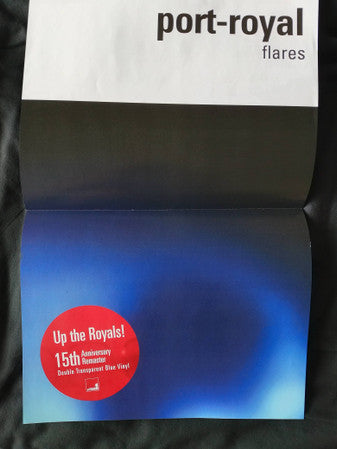 port-royal
flares
Up the Royals!
15th Anniversary
Remaster
Double Transparent Blue Vinyl